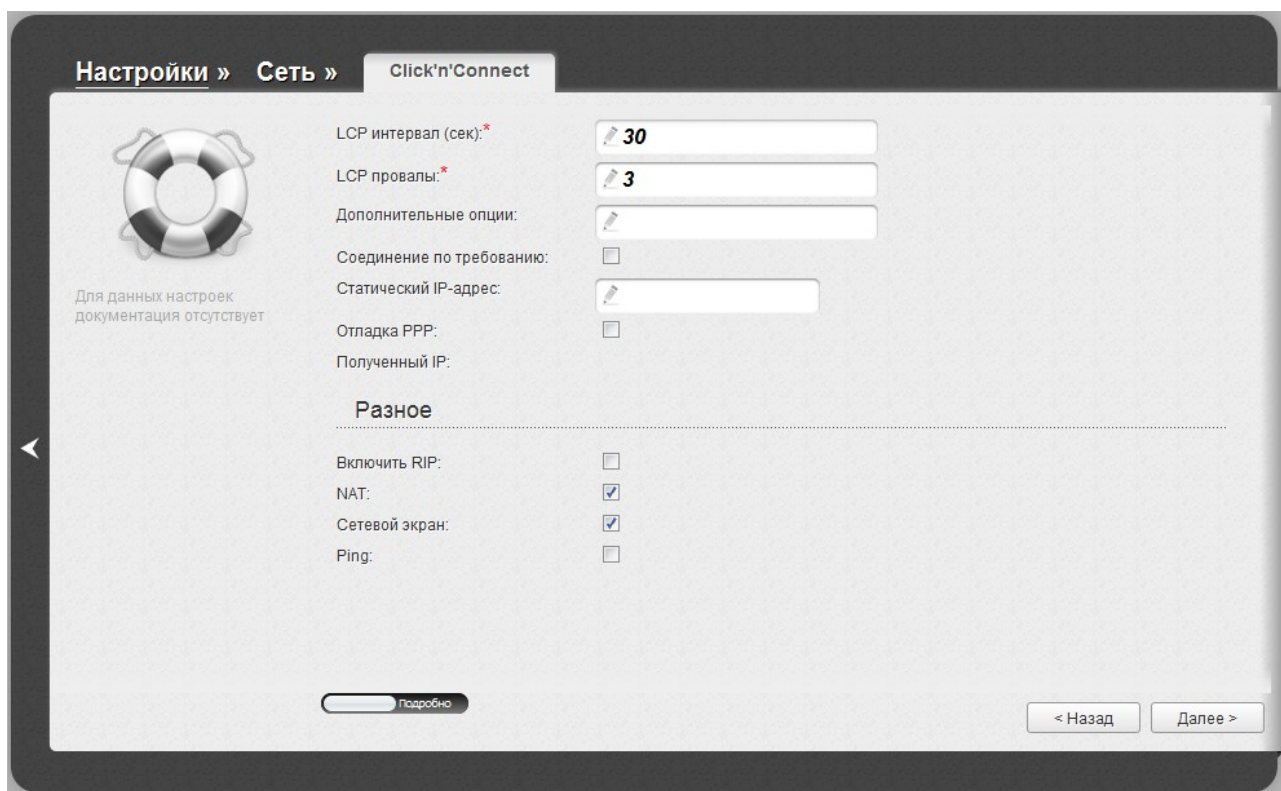 Настройки » Сеть » Click'n'Connect
LCP интервал (сек):* 30
LCP провалы:* 3
Дополнительные опции:
Соединение по требованию:
Статический IP-адрес:
Для данных настроек
документация отсутствует
Отладка PPP:
Полученный IP:
Разное
Включить RIP:
NAT:
Сетевой экран:
Ping:
Подробно
< Назад Далее >